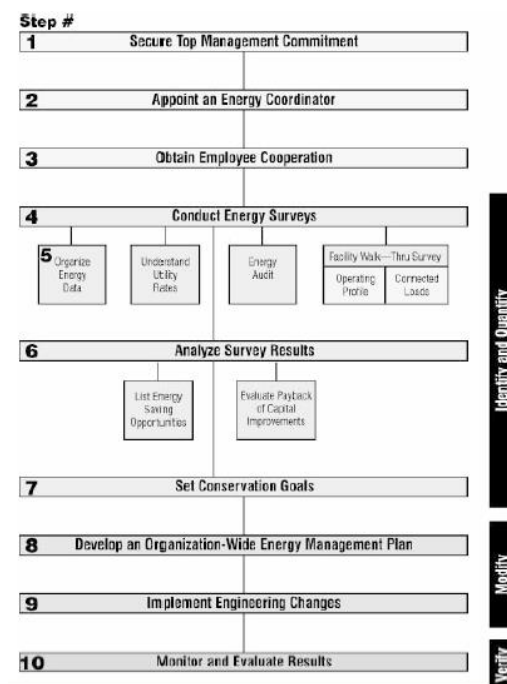 Step #
1 Secure Top Management Commitment
2 Appoint an Energy Coordinator
3 Obtain Employee Cooperation
4 Conduct Energy Surveys
5 Organize
Energy
Data
Understand
Utility
Rates
Energy
Audit
Facility Walk—Thru Survey
Operating
Profile
Connected
Loads
6 Analyze Survey Results
List Energy
Saving
Opportunities
Evaluate Payback
of Capital
Improvements
7 Set Conservation Goals
8 Develop an Organization-Wide Energy Management Plan
9 Implement Engineering Changes
10 Monitor and Evaluate Results
Identify and Quantify
Modify
Verify